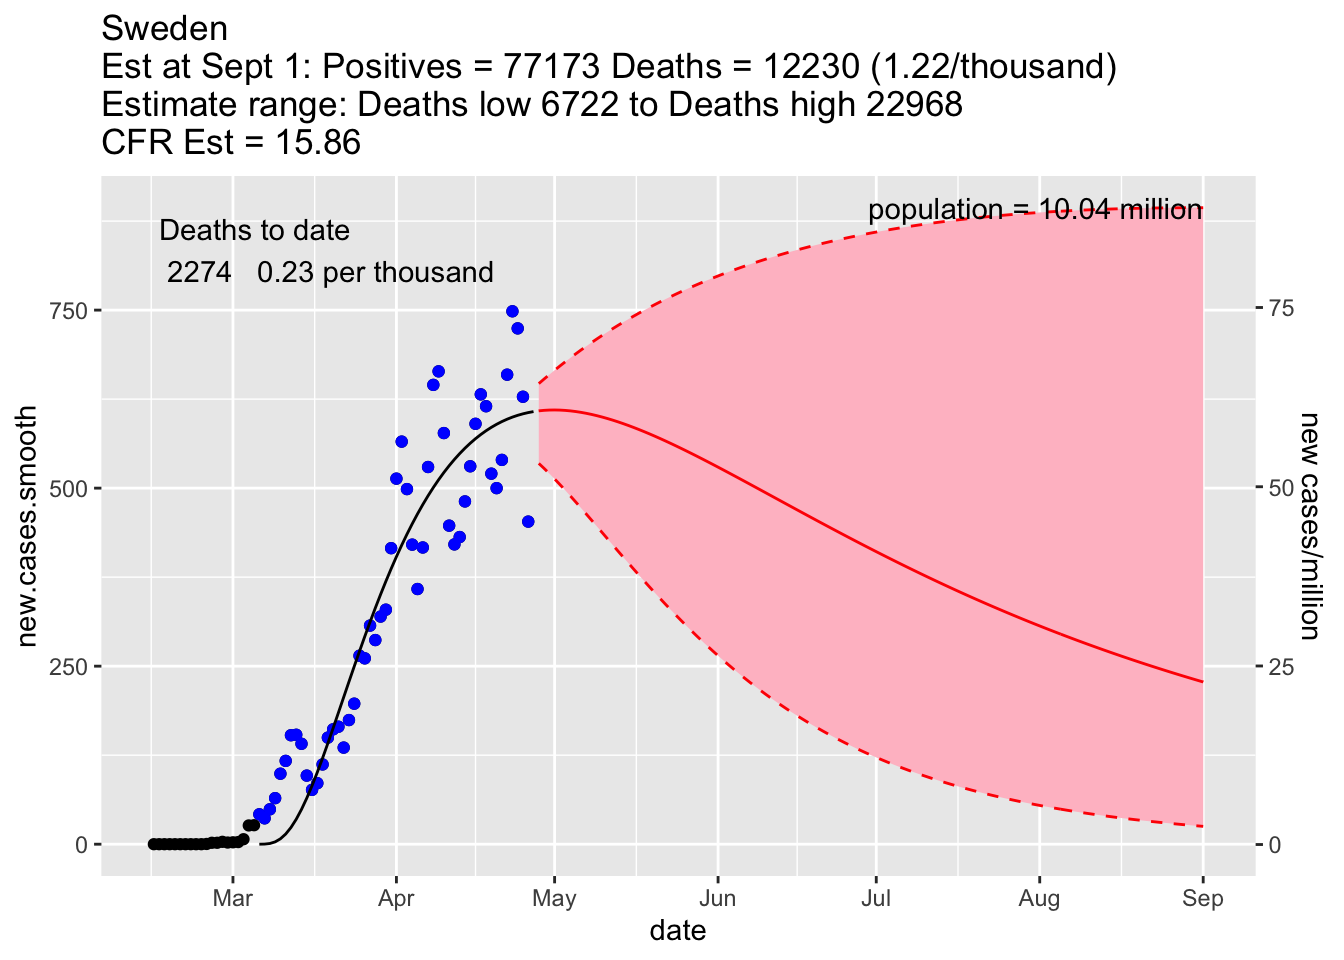 Sweden
Est at Sept 1: Positives = 77173 Deaths = 12230 (1.22/thousand)
Estimate range: Deaths low 6722 to Deaths high 22968
CFR Est = 15.86
population = 10.04 million
Deaths to date
2274 0.23 per thousand
new.cases.smooth
750
500
250
0
75
50
25
0
new cases/million
Mar Apr May Jun Jul Aug Sep
date